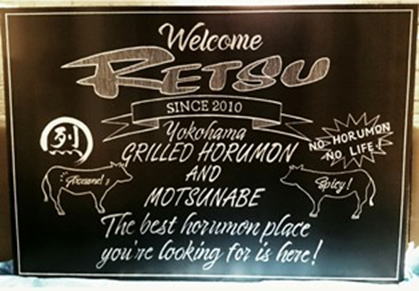 Welcome
RETSU
SINCE 2010
Yokohama
GRILLED HORUMON
AND
MOTSUNABE
The best horumon place
you're looking for is here!
NO HORUMON
NO LIFE!
Spicy!